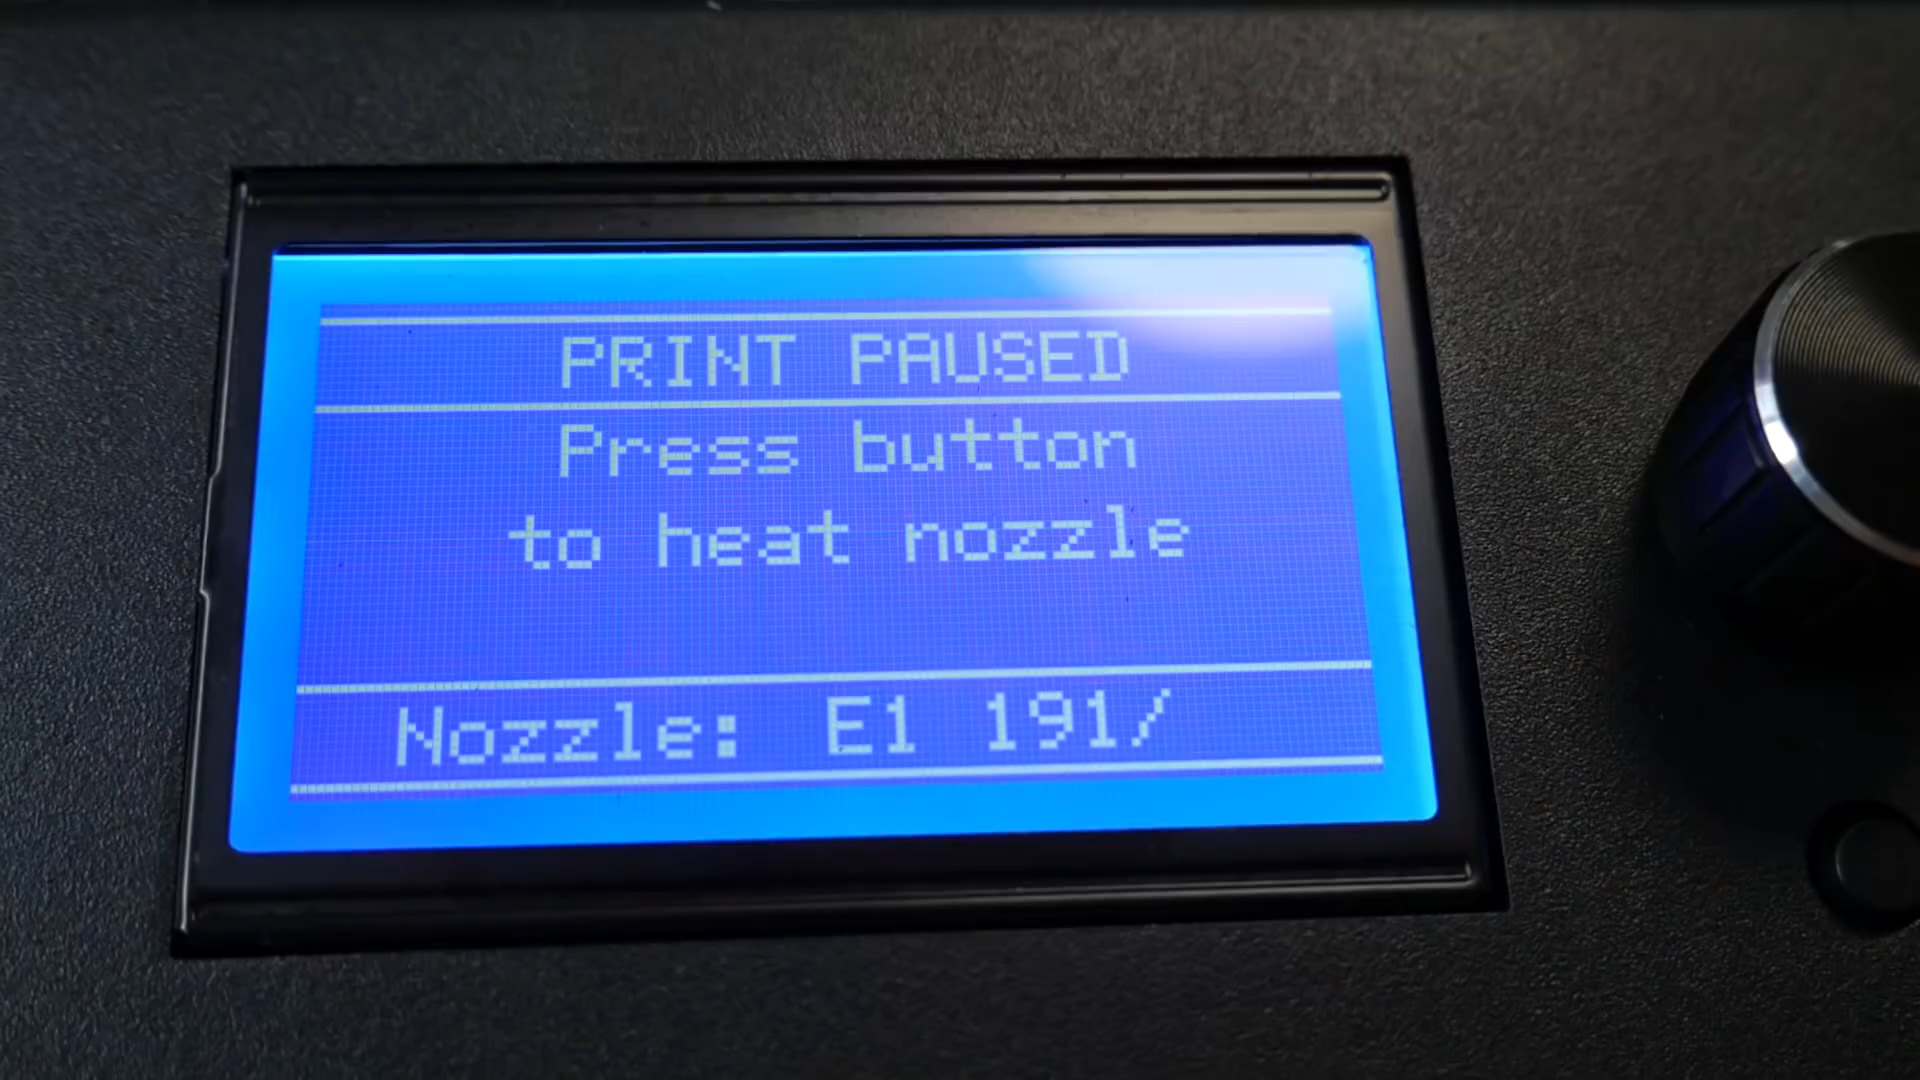 PRINT PAUSED
Press button
to heat nozzle
Nozzle: E1 191/